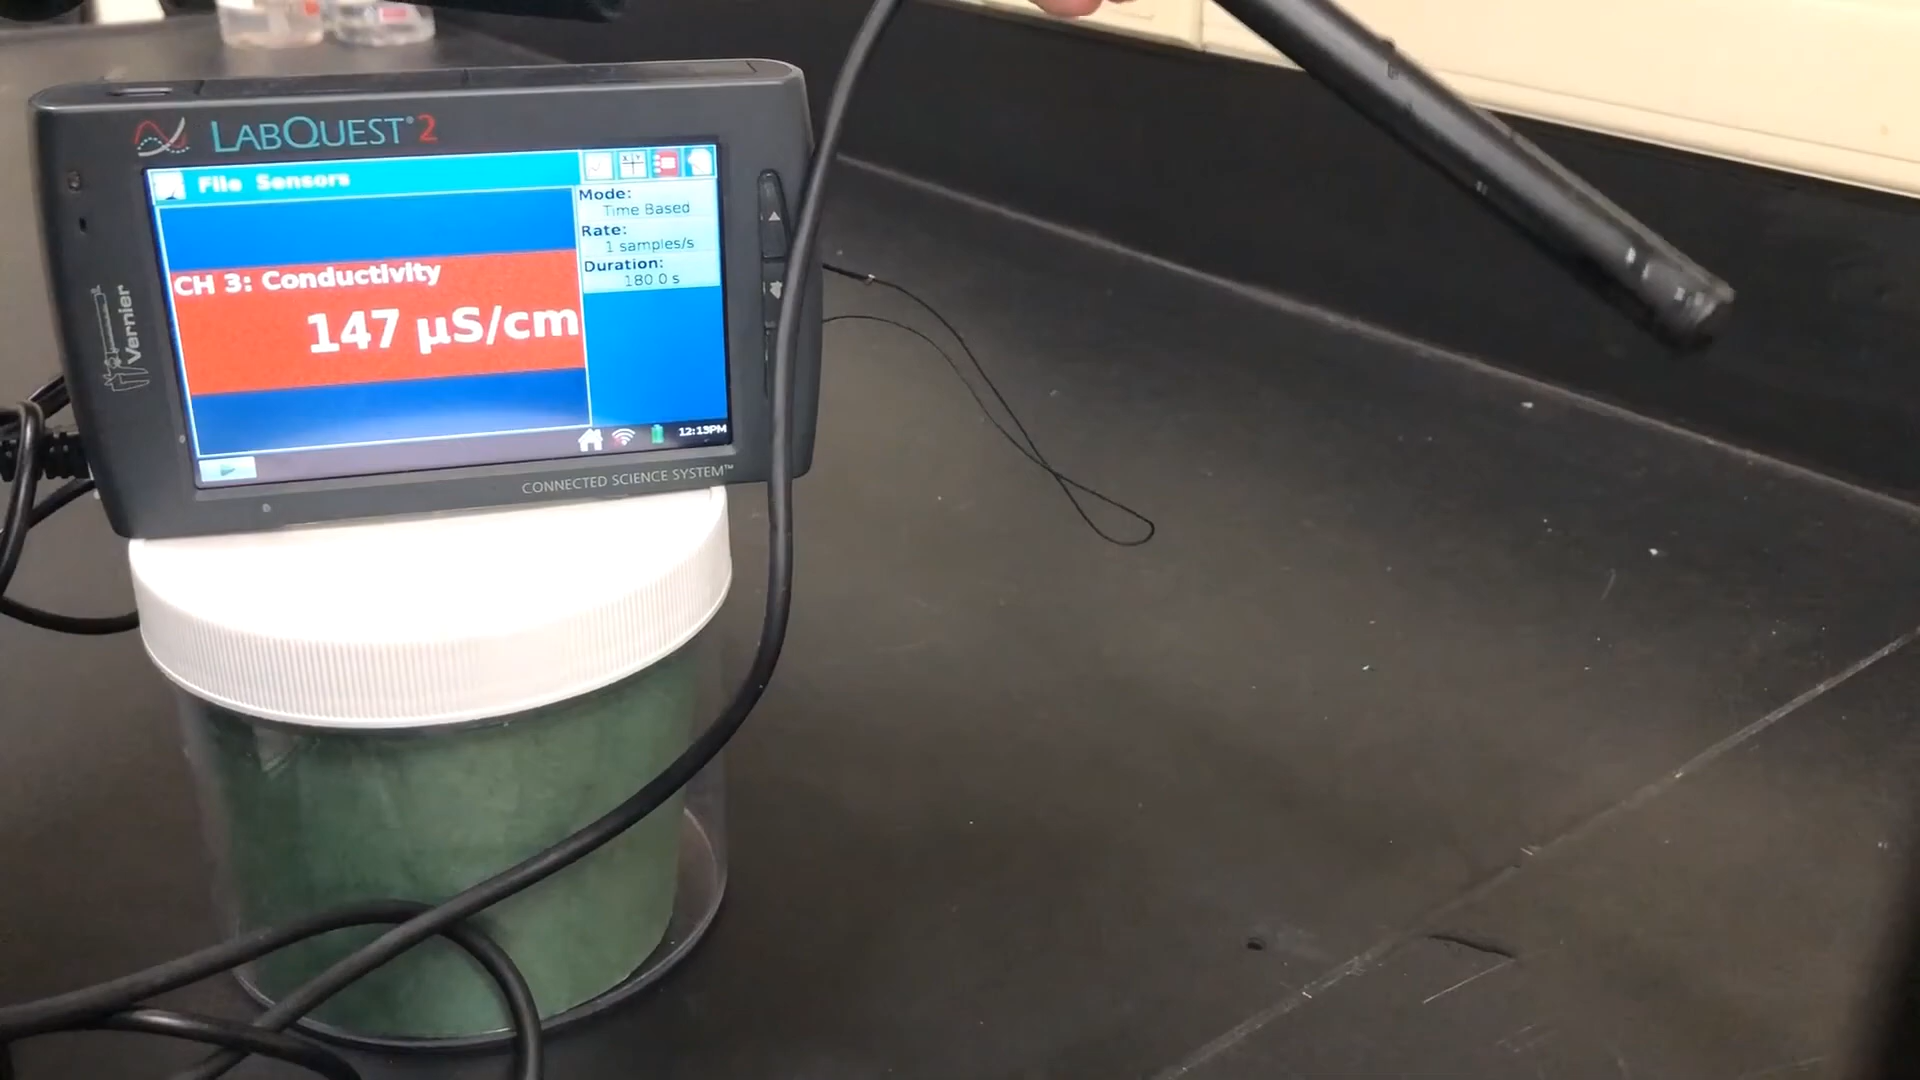 LABQUEST® 2
File Sensors
Mode:
Time Based
Rate:
1 samples/s
Duration:
180.0 s
CH 3: Conductivity
147 µS/cm
12:13PM
Vernier
CONNECTED SCIENCE SYSTEM™